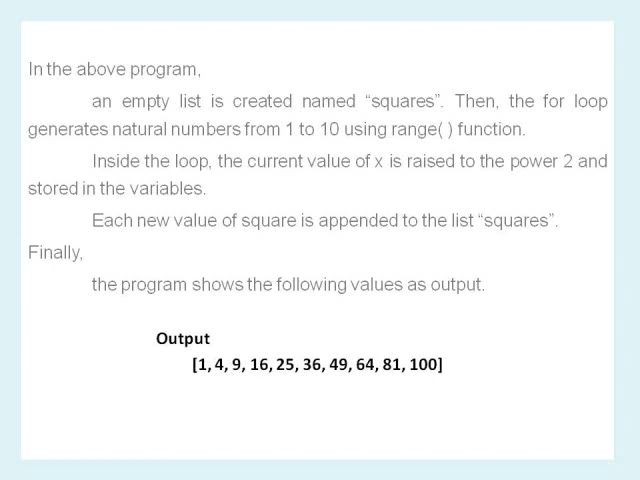 In the above program,
an empty list is created named “squares”. Then, the for loop
generates natural numbers from 1 to 10 using range( ) function.
Inside the loop, the current value of x is raised to the power 2 and
stored in the variables.
Each new value of square is appended to the list “squares”.
Finally,
the program shows the following values as output.
Output
[1, 4, 9, 16, 25, 36, 49, 64, 81, 100]